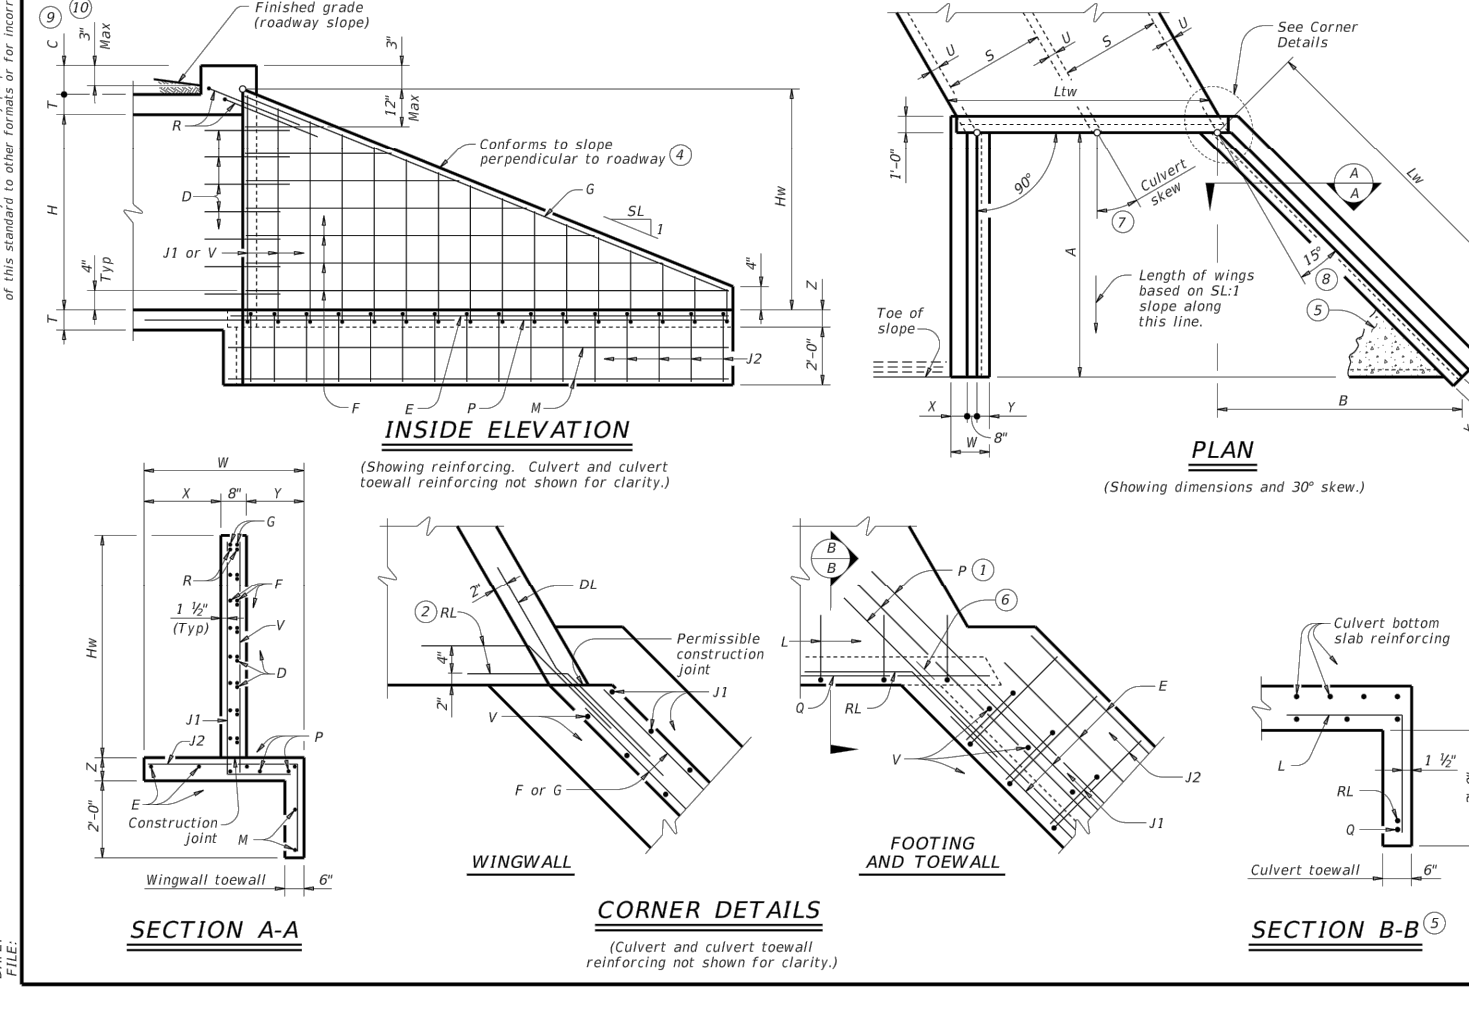 of this standard to other formats or for incorr
FILE:
9
10
C
3"
Max
Finished grade
(roadway slope)
3"
12"
Max
T
R
D
H
J1 or V
4"
Typ
T
Conforms to slope
perpendicular to roadway 4
G
SL
1
Hw
4"
Z
2'-0"
J2
F
E
P
M
INSIDE ELEVATION
(Showing reinforcing. Culvert and culvert
toewall reinforcing not shown for clarity.)
U
S
U
S
U
Ltw
See Corner
Details
1'-0"
90°
Culvert
skew
7
A
A
Lw
A
15°
8
5
Length of wings
based on SL:1
slope along
this line.
Toe of
slope
X
Y
W
8"
B
PLAN
(Showing dimensions and 30° skew.)
W
X
8"
Y
G
R
F
1 ½"
(Typ)
V
Hw
D
J1
J2
P
Z
E
2'-0"
Construction
joint
M
Wingwall toewall
6"
SECTION A-A
2"
DL
2 RL
4"
2"
Permissible
construction
joint
J1
V
F or G
WINGWALL
B
B
P 1
6
L
Q
RL
E
V
J2
J1
FOOTING
AND TOEWALL
CORNER DETAILS
(Culvert and culvert toewall
reinforcing not shown for clarity.)
Culvert bottom
slab reinforcing
L
1 ½"
RL
Q
Culvert toewall
6"
SECTION B-B 5